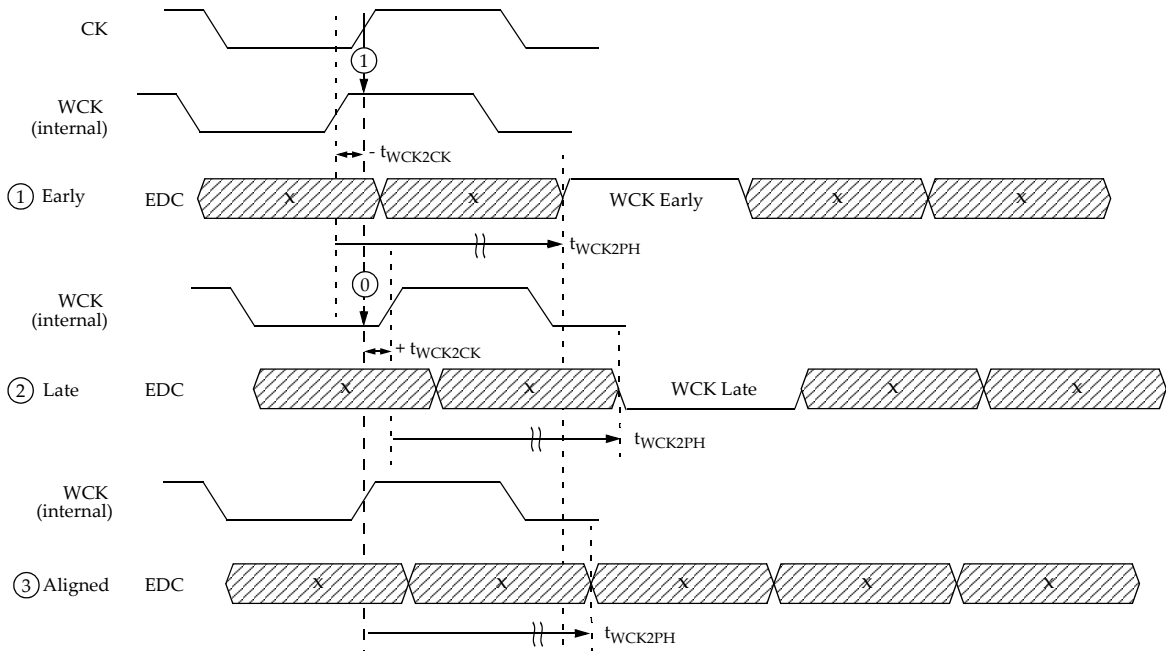 CK
1
WCK
(internal)
- tWCK2CK
1 Early EDC X X WCK Early X X
tWCK2PH
0
WCK
(internal)
+ tWCK2CK
2 Late EDC X X WCK Late X X
tWCK2PH
WCK
(internal)
3 Aligned EDC X X X X X
tWCK2PH